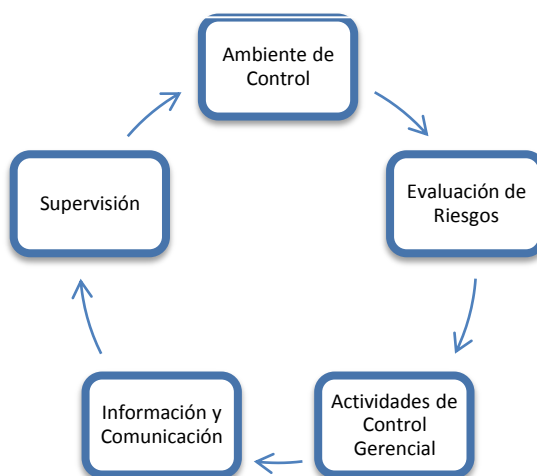 Ambiente de
Control
Evaluación de
Riesgos
Actividades de
Control
Gerencial
Información y
Comunicación
Supervisión